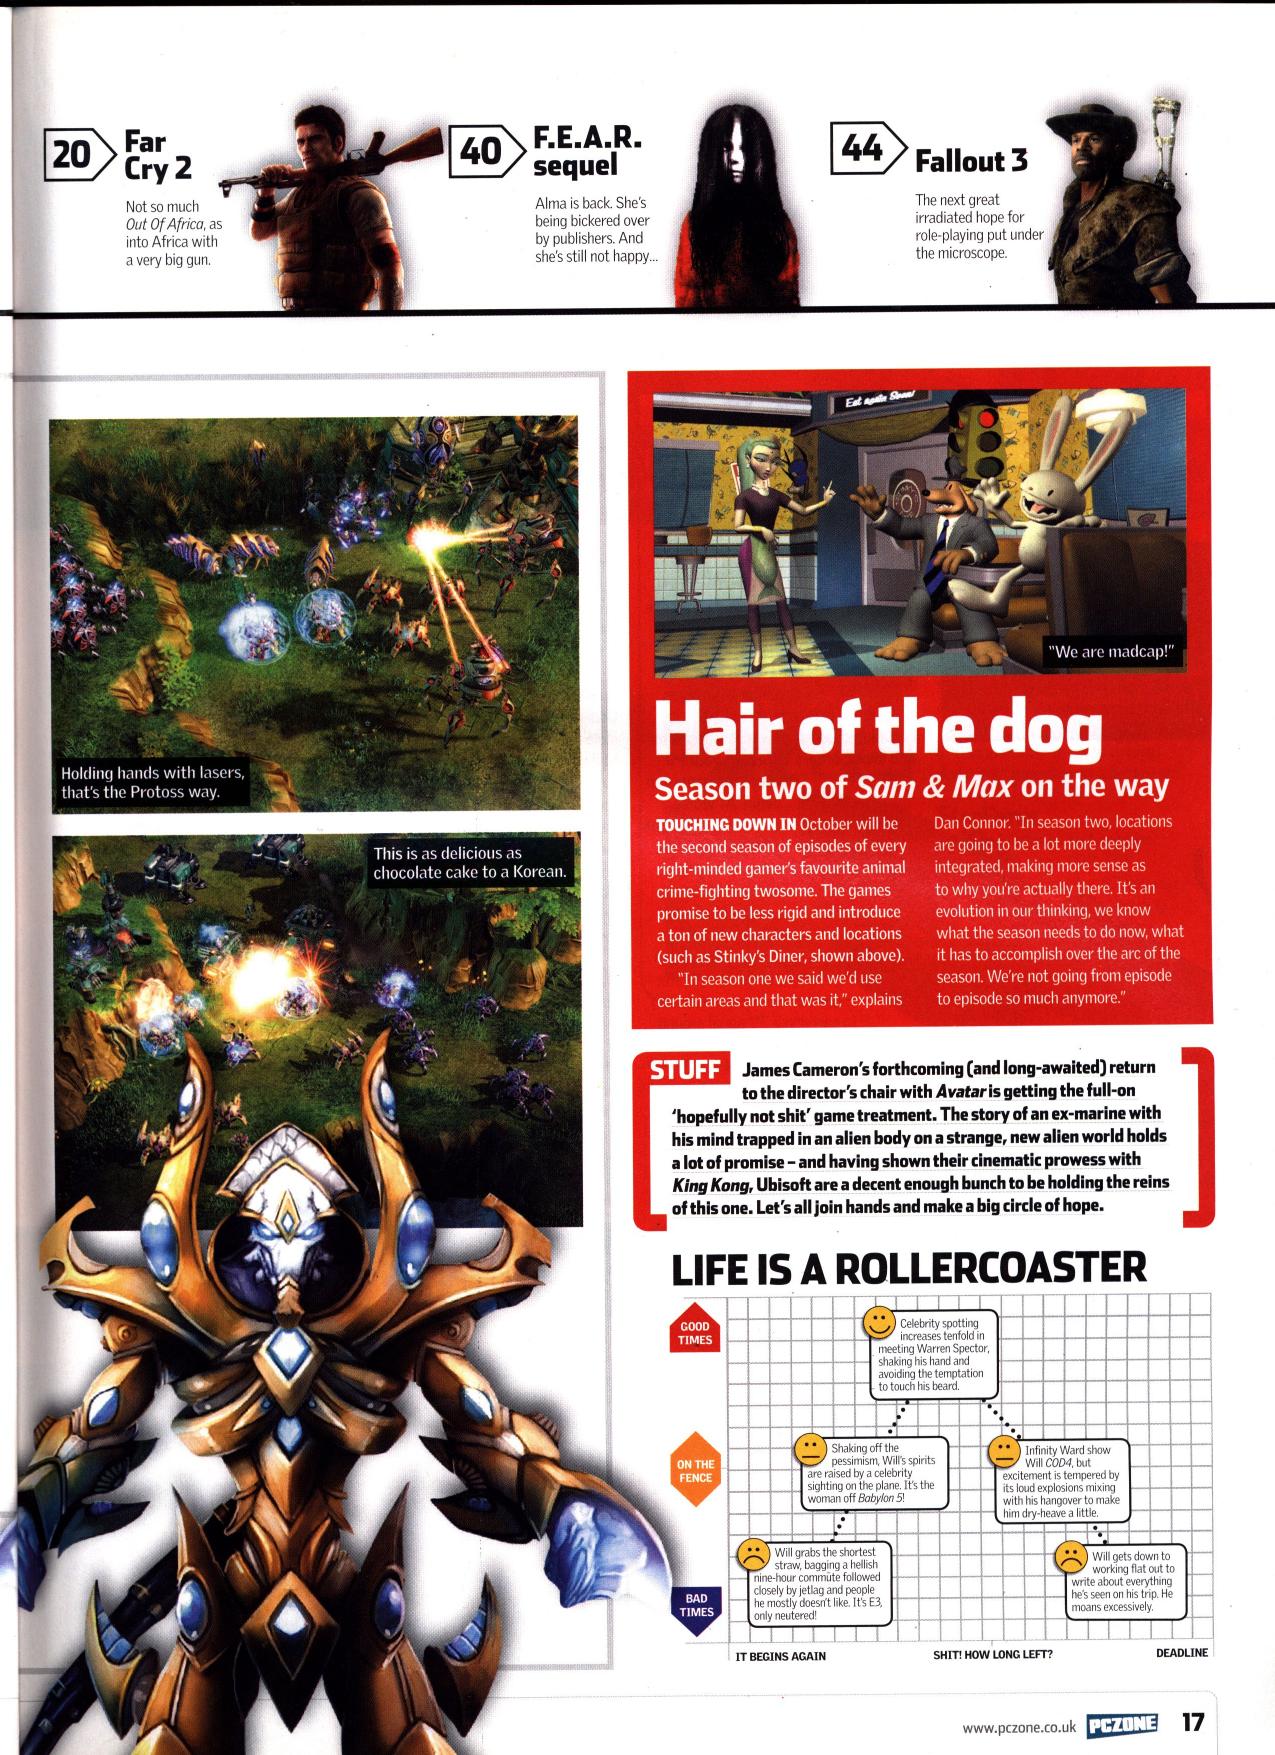 20
Far
Cry 2
Not so much
Out Of Africa, as
into Africa with
a very big gun.
40
F.E.A.R.
sequel
Alma is back. She's
being bickered over
by publishers. And
she's still not happy...
44
Fallout 3
The next great
irradiated hope for
role-playing put under
the microscope.
Holding hands with lasers,
that's the Protoss way.
This is as delicious as
chocolate cake to a Korean.
Eat again Soon!
"We are madcap!"
Hair of the dog
Season two of Sam & Max on the way
TOUCHING DOWN IN October will be
the second season of episodes of every
right-minded gamer's favourite animal
crime-fighting twosome. The games
promise to be less rigid and introduce
a ton of new characters and locations
(such as Stinky's Diner, shown above).
"In season one we said we'd use
certain areas and that was it," explains
Dan Connor. "In season two, locations
are going to be a lot more deeply
integrated, making more sense as
to why you're actually there. It's an
evolution in our thinking, we know
what the season needs to do now, what
it has to accomplish over the arc of the
season. We're not going from episode
to episode so much anymore."
STUFF
James Cameron's forthcoming (and long-awaited) return
to the director's chair with Avatar is getting the full-on
'hopefully not shit' game treatment. The story of an ex-marine with
his mind trapped in an alien body on a strange, new alien world holds
a lot of promise – and having shown their cinematic prowess with
King Kong, Ubisoft are a decent enough bunch to be holding the reins
of this one. Let's all join hands and make a big circle of hope.
LIFE IS A ROLLERCOASTER
GOOD
TIMES
ON THE
FENCE
BAD
TIMES
Will grabs the shortest
straw, bagging a hellish
nine-hour commute followed
closely by jetlag and people
he mostly doesn't like. It's E3,
only neutered!
Shaking off the
pessimism, Will's spirits
are raised by a celebrity
sighting on the plane. It's the
woman off Babylon 5!
Celebrity spotting
increases tenfold in
meeting Warren Spector,
shaking his hand and
avoiding the temptation
to touch his beard.
Infinity Ward show
Will COD4, but
excitement is tempered by
its loud explosions mixing
with his hangover to make
him dry-heave a little.
Will gets down to
working flat out to
write about everything
he's seen on his trip. He
moans excessively.
IT BEGINS AGAIN
SHIT! HOW LONG LEFT?
DEADLINE
www.pczone.co.uk
PCZONE
17